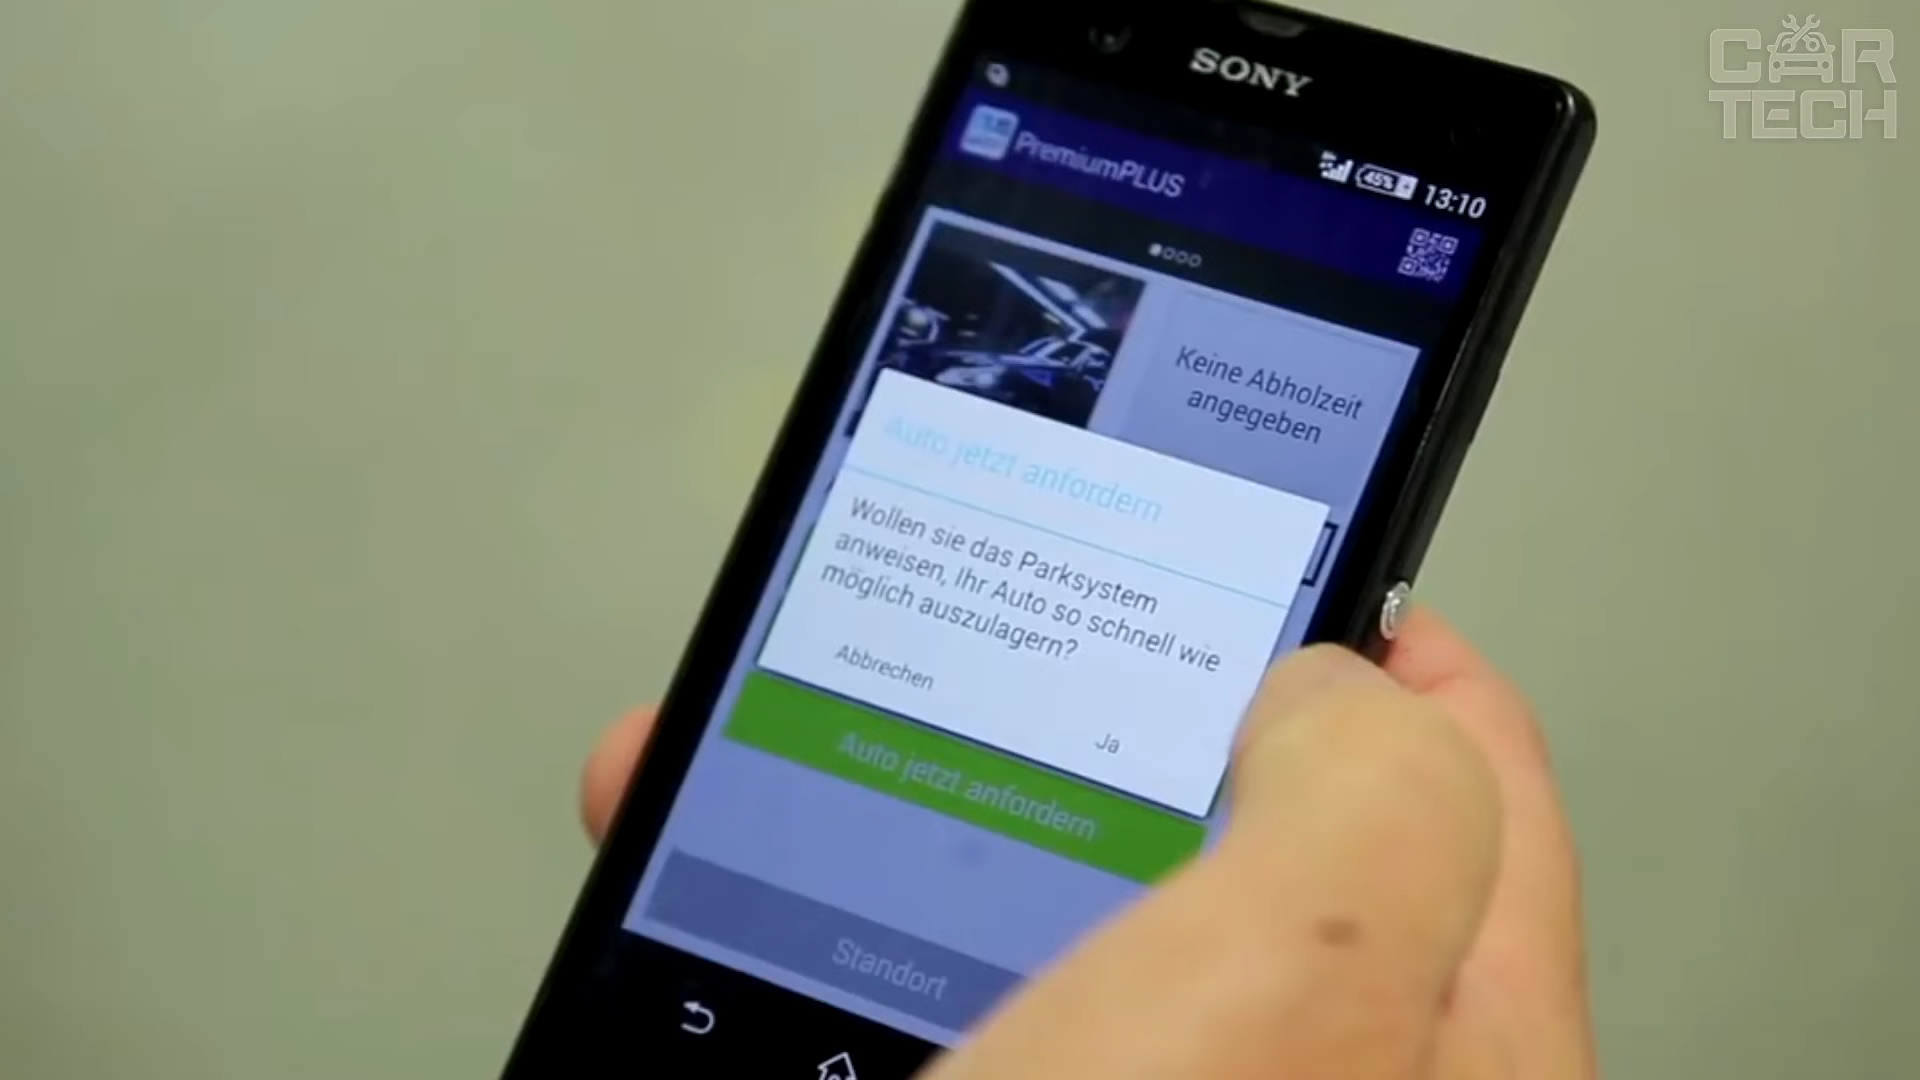 CAR
TECH
SONY
PremiumPLUS
45%
13:10
Keine Abholzeit
angegeben
Auto jetzt anfordern
Wollen sie das Parksystem
anweisen, Ihr Auto so schnell wie
möglich auszulagern?
Abbrechen
Ja
Auto jetzt anfordern
Standort